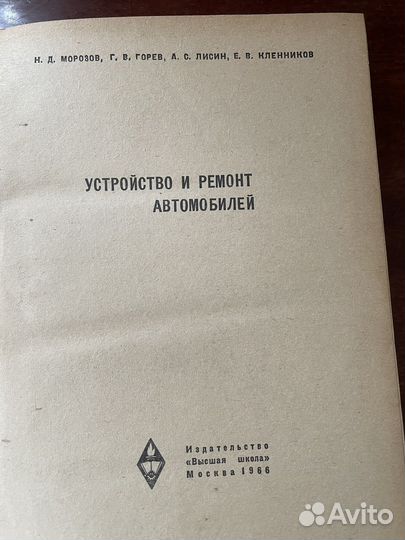 Н. Д. МОРОЗОВ, Г. В. ГОРЕВ, А. С. ЛИСИН, Е. В. КЛЕННИКОВ
УСТРОЙСТВО И РЕМОНТ
АВТОМОБИЛЕЙ
Издательство
«Высшая школа»
Москва 1966
Avito